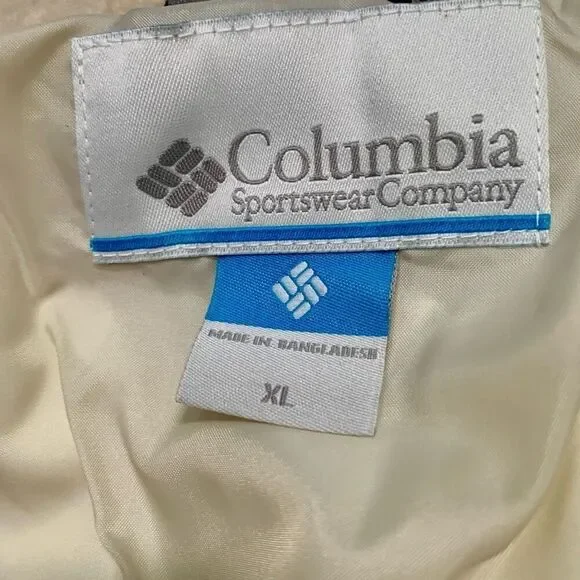 Columbia
Sportswear Company
MADE IN BANGLADESH
XL